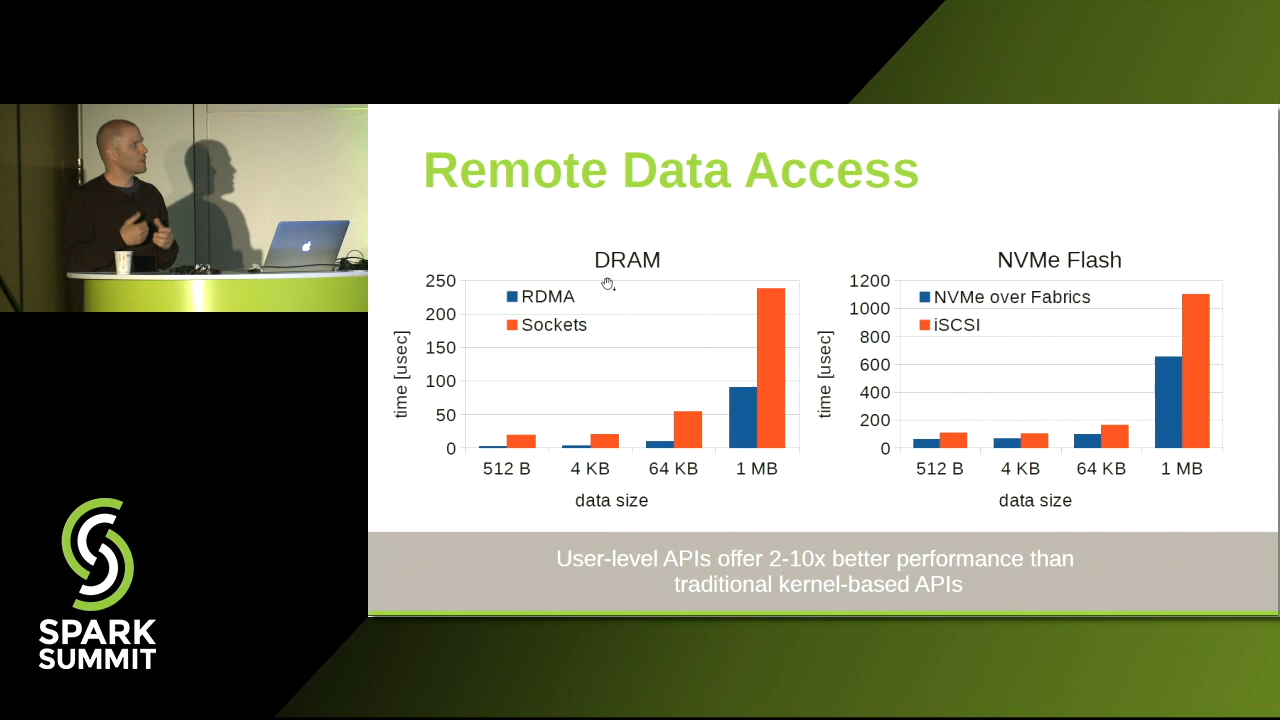 Remote Data Access
DRAM
250
200
150
100
50
0
time [usec]
RDMA
Sockets
512 B 4 KB 64 KB 1 MB
data size
NVMe Flash
1200
1000
800
600
400
200
0
time [usec]
NVMe over Fabrics
iSCSI
512 B 4 KB 64 KB 1 MB
data size
User-level APIs offer 2-10x better performance than
traditional kernel-based APIs
SPARK
SUMMIT